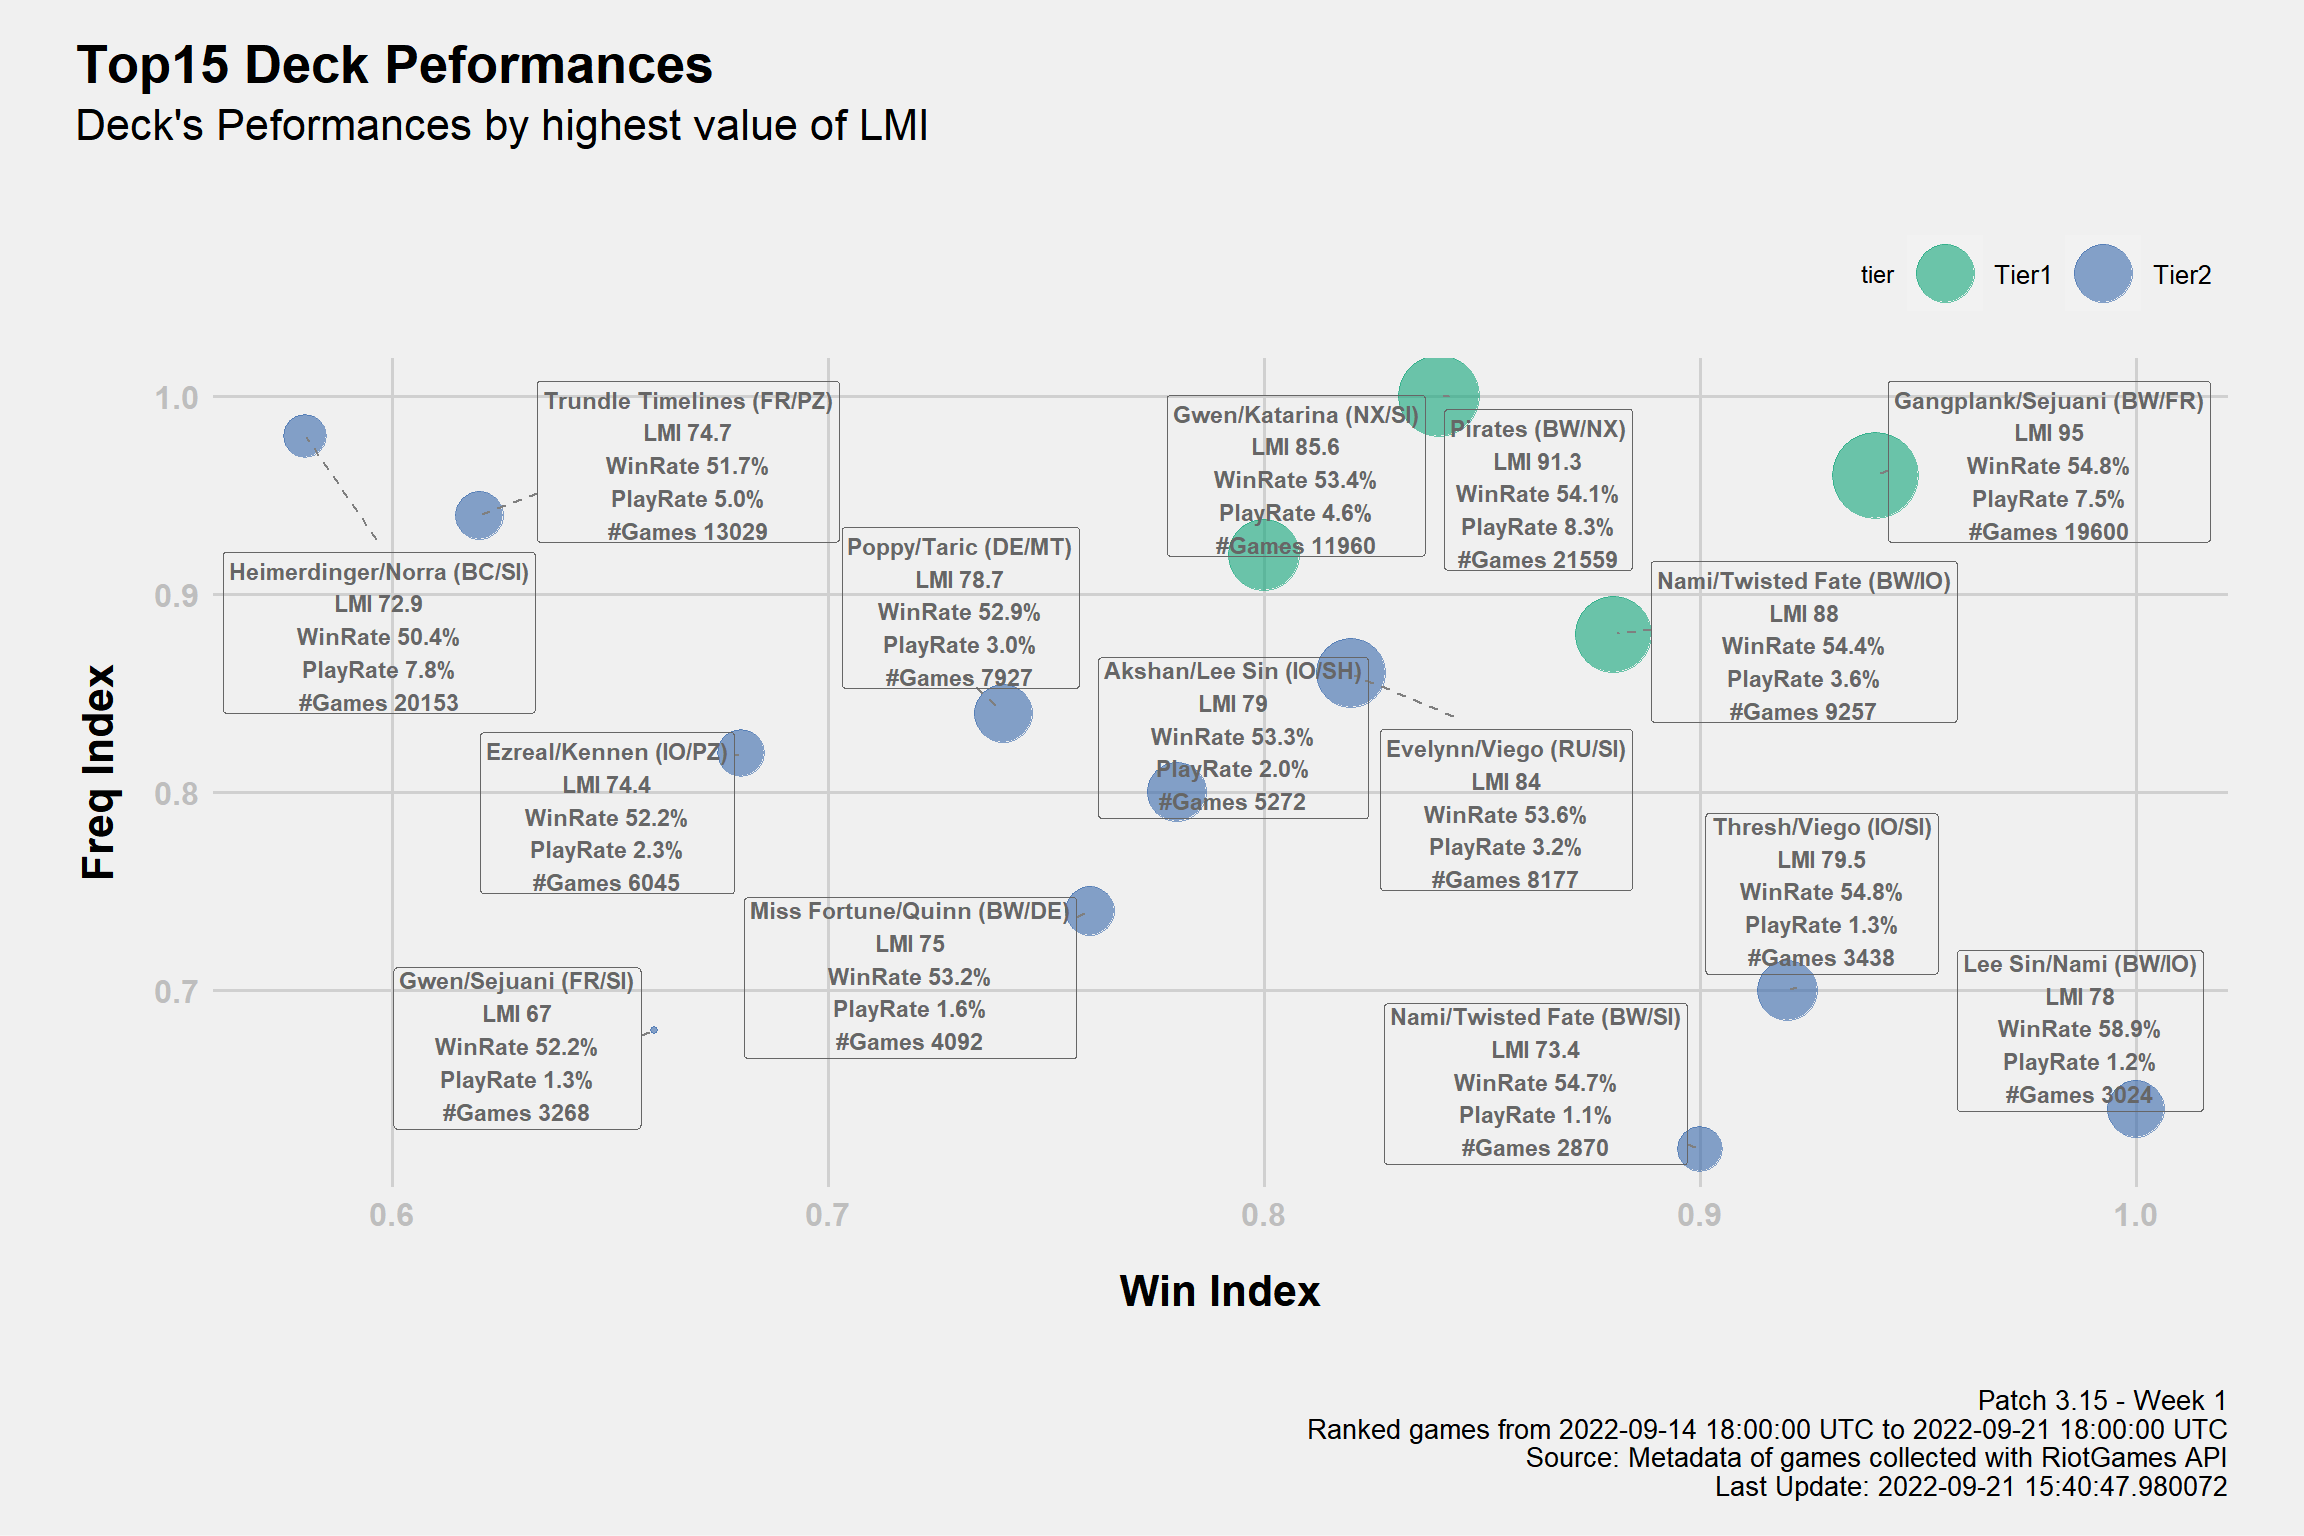 Top15 Deck Peformances
Deck's Peformances by highest value of LMI
tier
Tier1
Tier2
Freq Index
1.0
0.9
0.8
0.7
Trundle Timelines (FR/PZ)
LMI 74.7
WinRate 51.7%
PlayRate 5.0%
#Games 13029
Gwen/Katarina (NX/SI)
LMI 85.6
WinRate 53.4%
PlayRate 4.6%
#Games 11960
Pirates (BW/NX)
LMI 91.3
WinRate 54.1%
PlayRate 8.3%
#Games 21559
Gangplank/Sejuani (BW/FR)
LMI 95
WinRate 54.8%
PlayRate 7.5%
#Games 19600
Heimerdinger/Norra (BC/SI)
LMI 72.9
WinRate 50.4%
PlayRate 7.8%
#Games 20153
Poppy/Taric (DE/MT)
LMI 78.7
WinRate 52.9%
PlayRate 3.0%
#Games 7927
Nami/Twisted Fate (BW/IO)
LMI 88
WinRate 54.4%
PlayRate 3.6%
#Games 9257
Akshan/Lee Sin (IO/SH)
LMI 79
WinRate 53.3%
PlayRate 2.0%
#Games 5272
Ezreal/Kennen (IO/PZ)
LMI 74.4
WinRate 52.2%
PlayRate 2.3%
#Games 6045
Evelynn/Viego (RU/SI)
LMI 84
WinRate 53.6%
PlayRate 3.2%
#Games 8177
Thresh/Viego (IO/SI)
LMI 79.5
WinRate 54.8%
PlayRate 1.3%
#Games 3438
Miss Fortune/Quinn (BW/DE)
LMI 75
WinRate 53.2%
PlayRate 1.6%
#Games 4092
Gwen/Sejuani (FR/SI)
LMI 67
WinRate 52.2%
PlayRate 1.3%
#Games 3268
Lee Sin/Nami (BW/IO)
LMI 78
WinRate 58.9%
PlayRate 1.2%
#Games 3024
Nami/Twisted Fate (BW/SI)
LMI 73.4
WinRate 54.7%
PlayRate 1.1%
#Games 2870
0.6
0.7
0.8
0.9
1.0
Win Index
Patch 3.15 - Week 1
Ranked games from 2022-09-14 18:00:00 UTC to 2022-09-21 18:00:00 UTC
Source: Metadata of games collected with RiotGames API
Last Update: 2022-09-21 15:40:47.980072